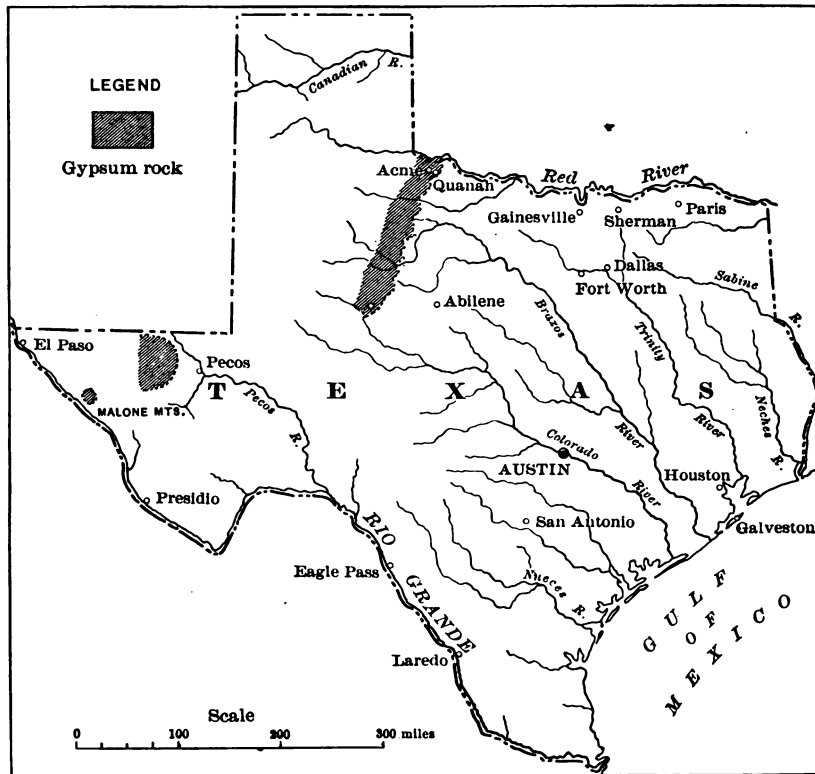 LEGEND
Gypsum rock
Canadian R.
Acme
Quanah
Red River
Gainesville
Sherman
Paris
Dallas
Fort Worth
Sabine R.
Abilene
Brazos River
Trinity River
Neches R.
El Paso
Pecos
MALONE MTS.
Pecos R.
T E X A S
Colorado River
AUSTIN
Houston
Presidio
San Antonio
Galveston
RIO GRANDE
Eagle Pass
Nueces R.
Laredo
GULF
OF
MEXICO
Scale
0 100 200 300 miles